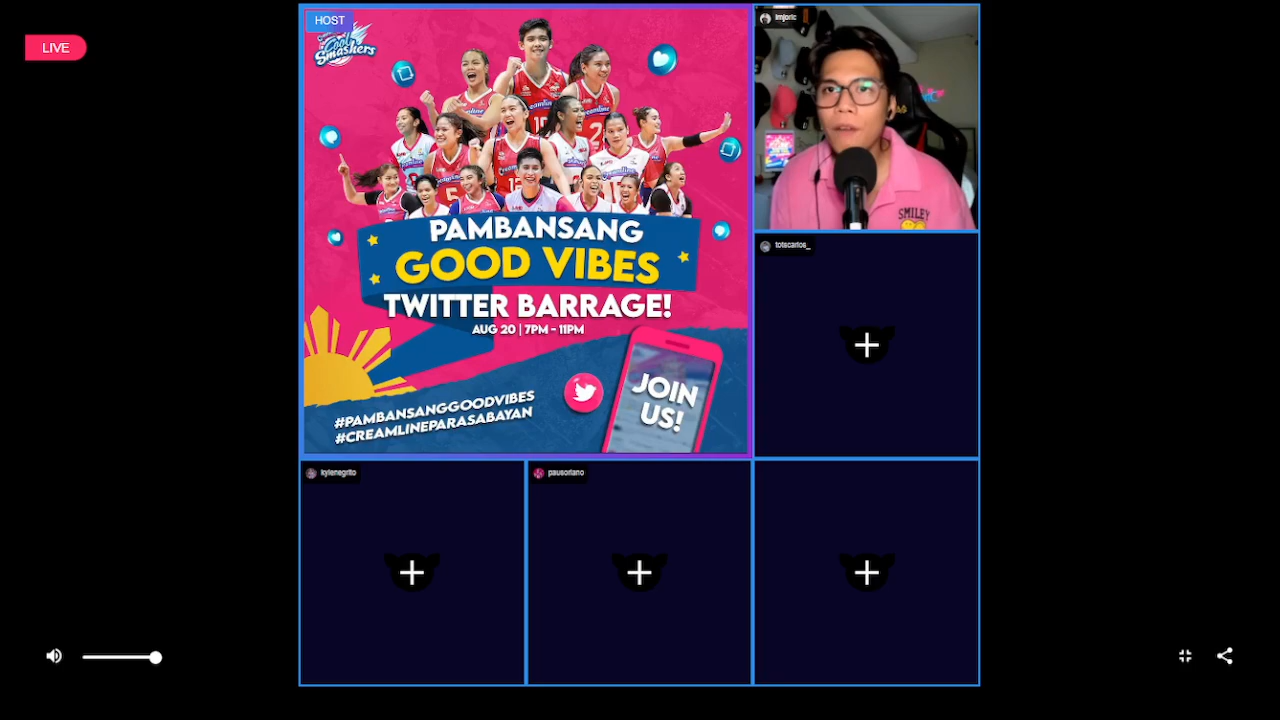 LIVE
HOST
Cool
Smashers
PAMBANSANG
GOOD VIBES
TWITTER BARRAGE!
AUG 20 | 7PM - 11PM
#PAMBANSANGGOODVIBES
#CREAMLINEPARASABAYAN
JOIN
US!
imjoric
SMILEY
totscarlos_
kylenegrito
pausoriano